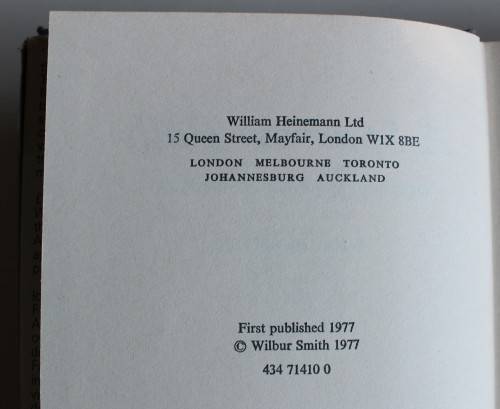 William Heinemann Ltd
15 Queen Street, Mayfair, London W1X 8BE
LONDON MELBOURNE TORONTO
JOHANNESBURG AUCKLAND
First published 1977
© Wilbur Smith 1977
434 71410 0